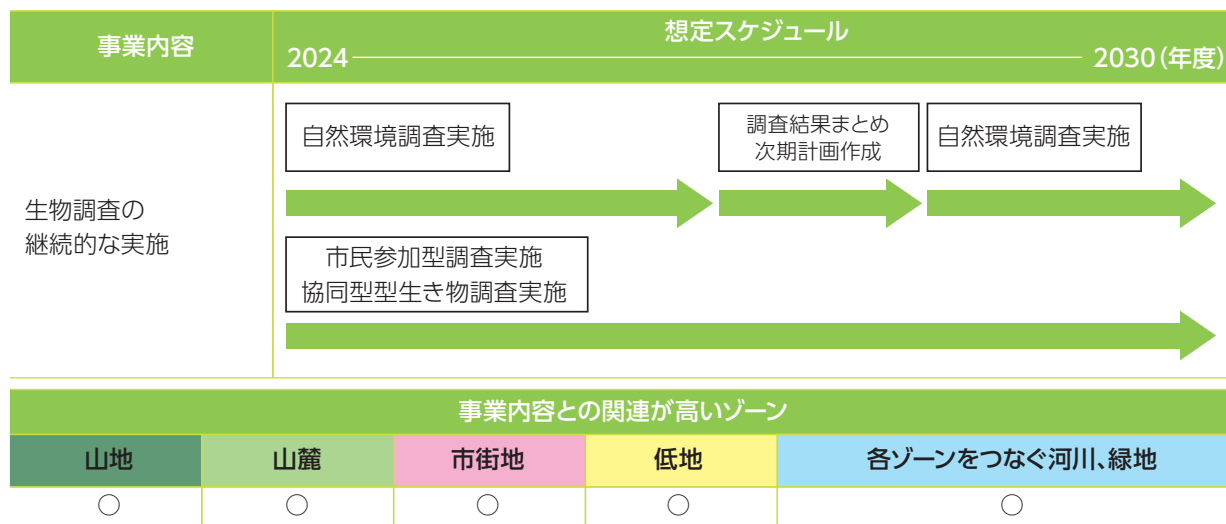 事業内容
想定スケジュール
2024 2030(年度)
生物調査の
継続的な実施
自然環境調査実施
調査結果まとめ
次期計画作成
自然環境調査実施
市民参加型調査実施
協同型型生き物調査実施
事業内容との関連が高いゾーン
山地 山麓 市街地 低地 各ゾーンをつなぐ河川、緑地
○ ○ ○ ○ ○